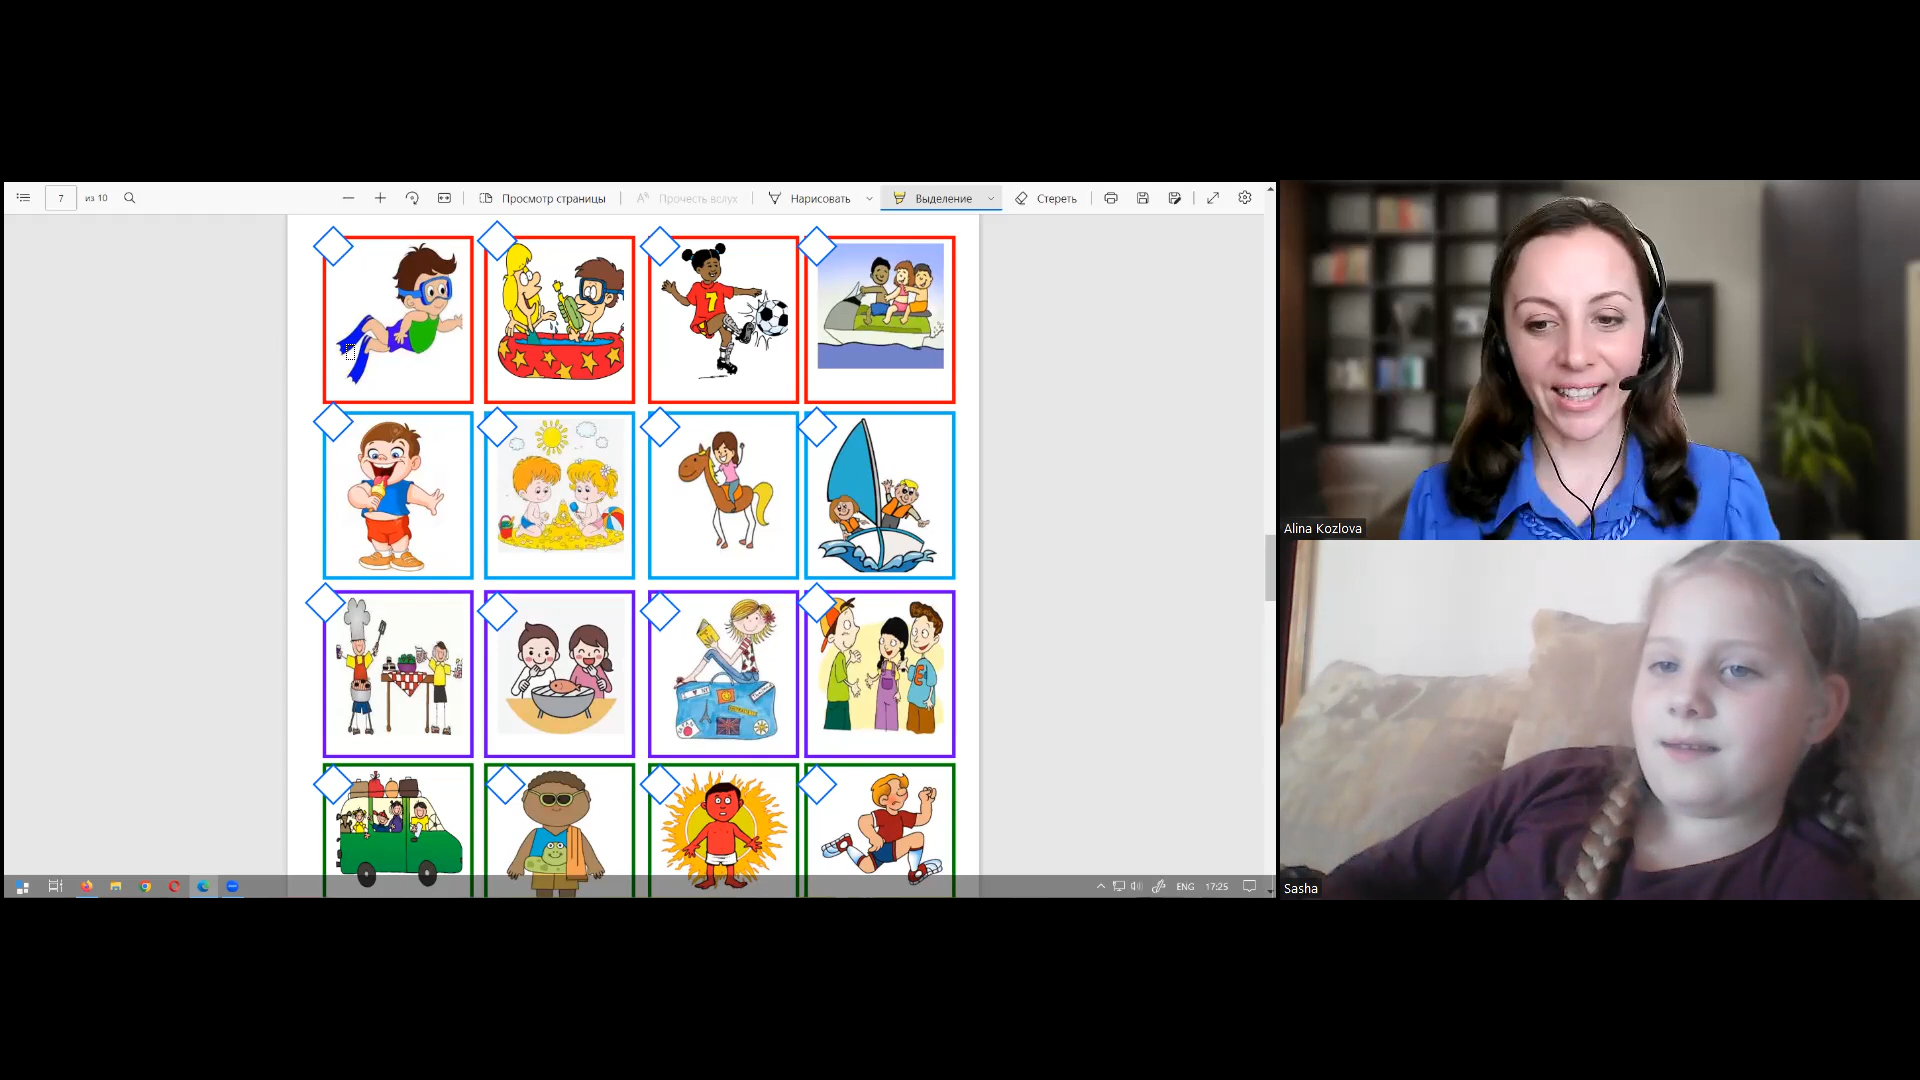 7 из 10 Просмотр страницы Прочесть вслух Нарисовать Выделение Стереть
7
E
Alina Kozlova
Sasha
ENG 17:25